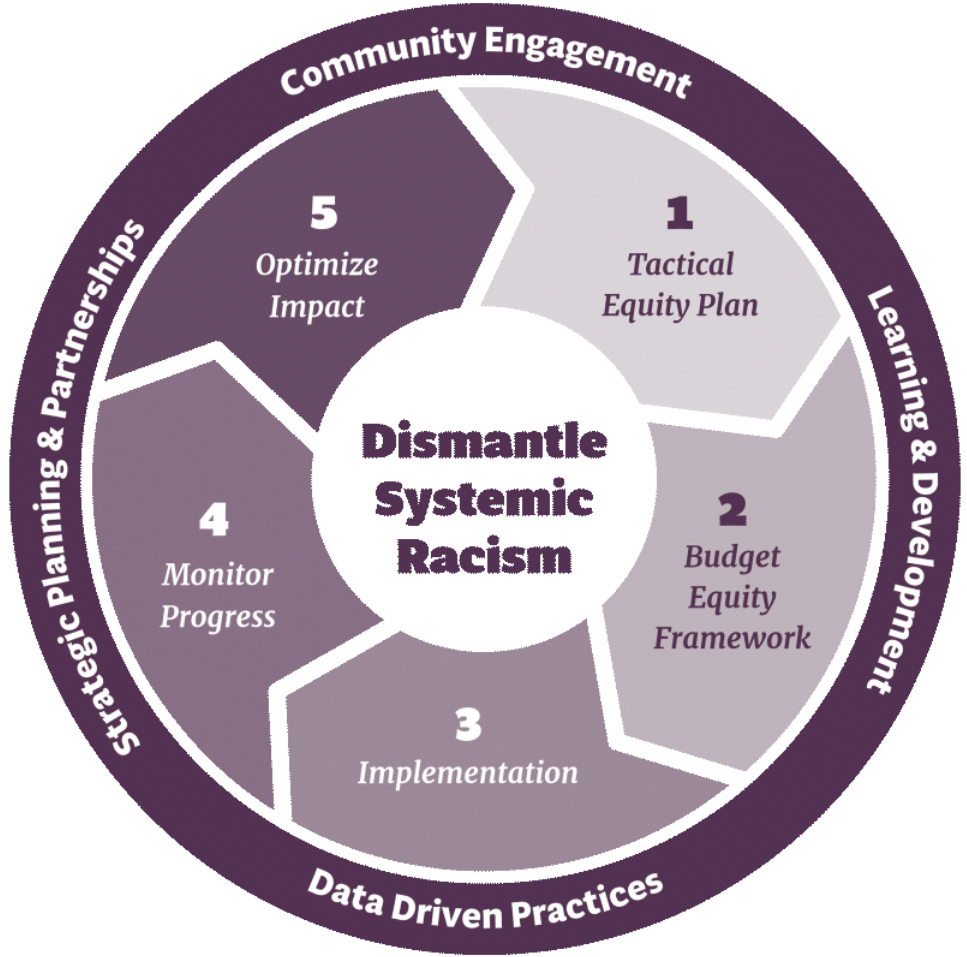 Community Engagement
Learning & Development
Data Driven Practices
Strategic Planning & Partnerships
1
Tactical
Equity Plan
2
Budget
Equity
Framework
3
Implementation
4
Monitor
Progress
5
Optimize
Impact
Dismantle
Systemic
Racism